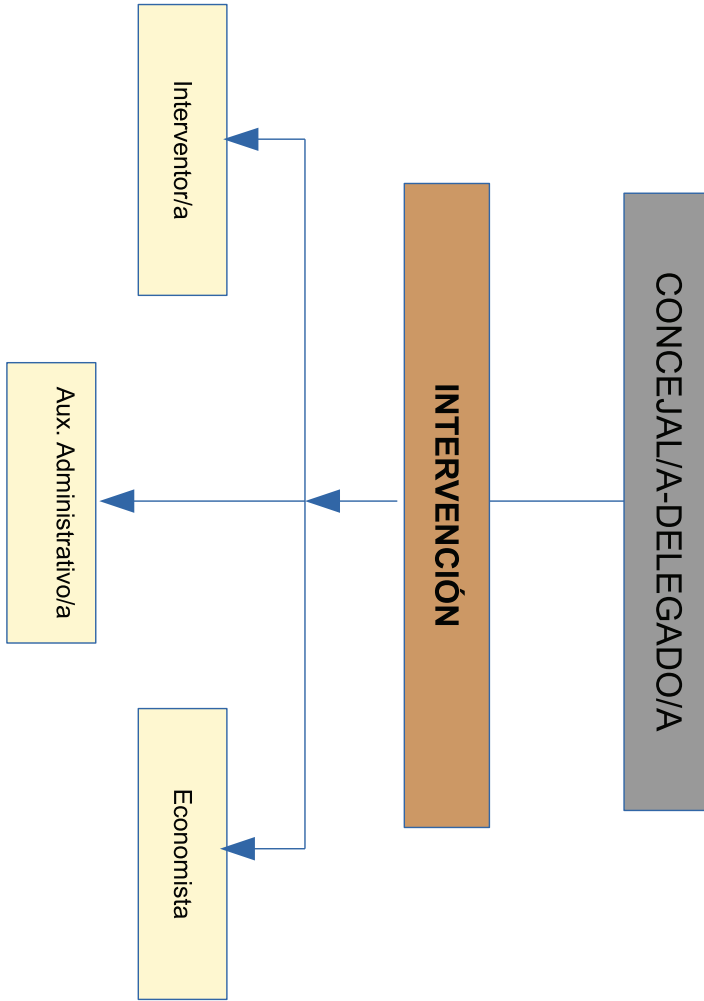 CONCEJAL/A-DELEGADO/A
INTERVENCIÓN
Interventor/a
Aux. Administrativo/a
Economista